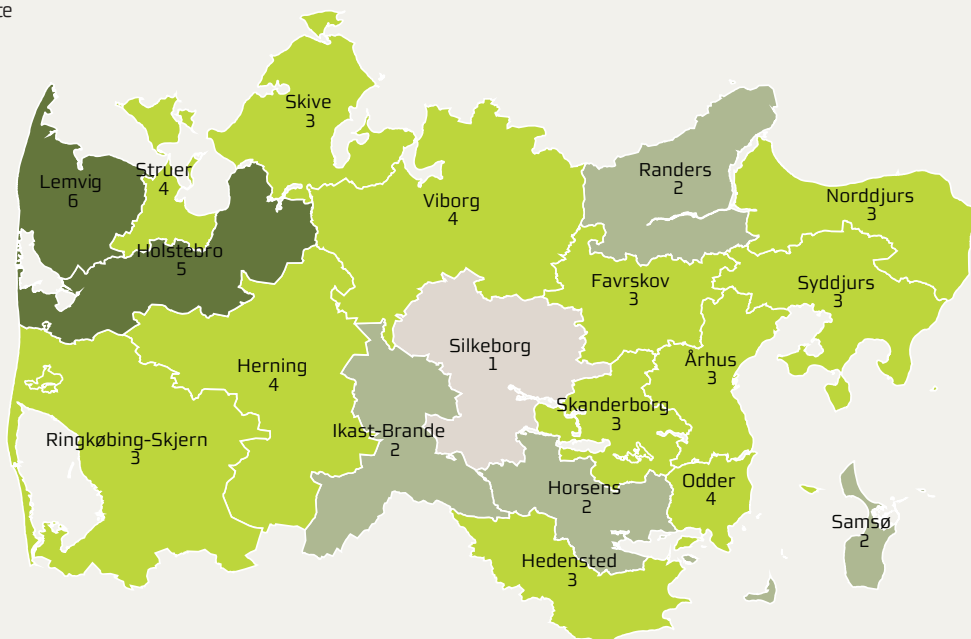 te
Skive
3
Struer
4
Lemvig
6
Randers
2
Viborg
4
Norddjurs
3
Holstebro
5
Favrskov
3
Syddjurs
3
Silkeborg
1
Århus
3
Herning
4
Skanderborg
3
Ringkøbing-Skjern
3
Ikast-Brande
2
Odder
4
Horsens
2
Samsø
2
Hedensted
3